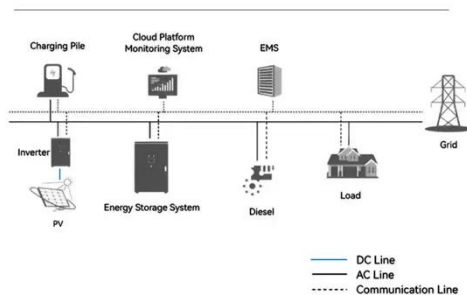 Charging Pile
Cloud Platform
Monitoring System
EMS
Grid
Inverter
PV
Energy Storage System
Diesel
Load
DC Line
AC Line
Communication Line